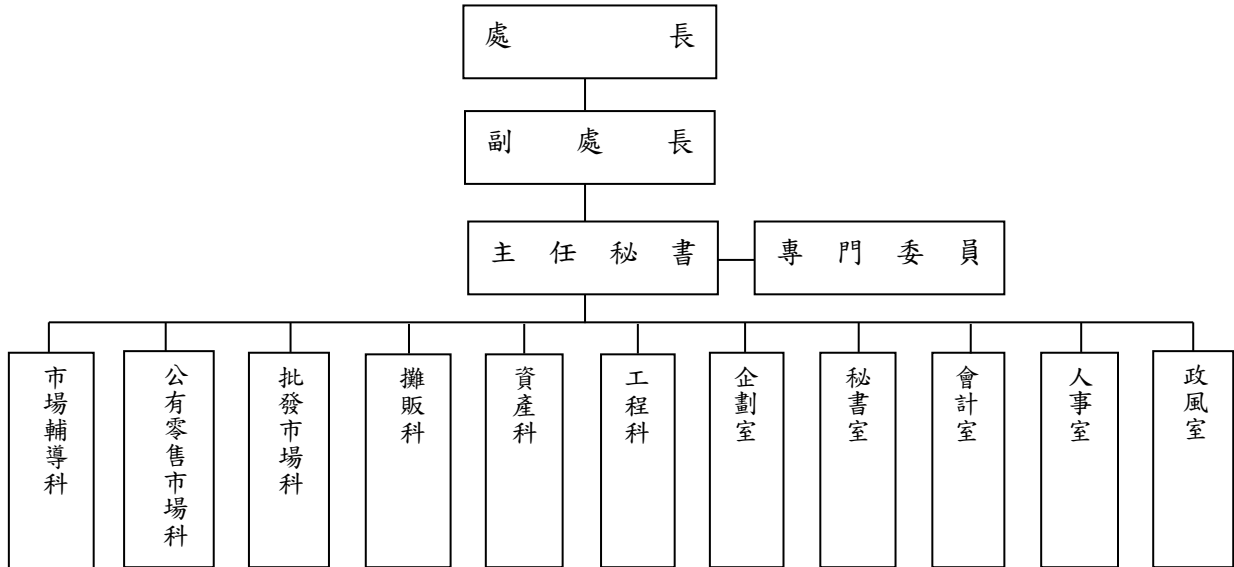 處長
副處長
主任秘書
專門委員
市場輔導科
公有零售市場科
批發市場科
攤販科
資產科
工程科
企劃室
秘書室
會計室
人事室
政風室